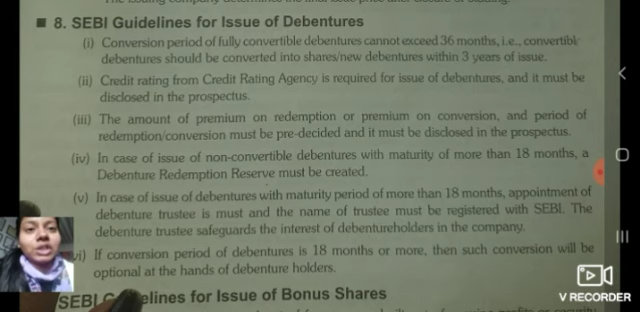 ■ 8. SEBI Guidelines for Issue of Debentures
(i) Conversion period of fully convertible debentures cannot exceed 36 months, i.e., convertibl
debentures should be converted into shares/new debentures within 3 years of issue.
(ii) Credit rating from Credit Rating Agency is required for issue of debentures, and it must be
disclosed in the prospectus.
(iii) The amount of premium on redemption or premium on conversion, and period of
redemption/conversion must be pre-decided and it must be disclosed in the prospectus.
(iv) In case of issue of non-convertible debentures with maturity of more than 18 months, a
Debenture Redemption Reserve must be created.
(v) In case of issue of debentures with maturity period of more than 18 months, appointment of
debenture trustee is must and the name of trustee must be registered with SEBI. The
debenture trustee safeguards the interest of debentureholders in the company.
vi) If conversion period of debentures is 18 months or more, then such conversion will be
optional at the hands of debenture holders.
SEBI G elines for Issue of Bonus Shares
V RECORDER